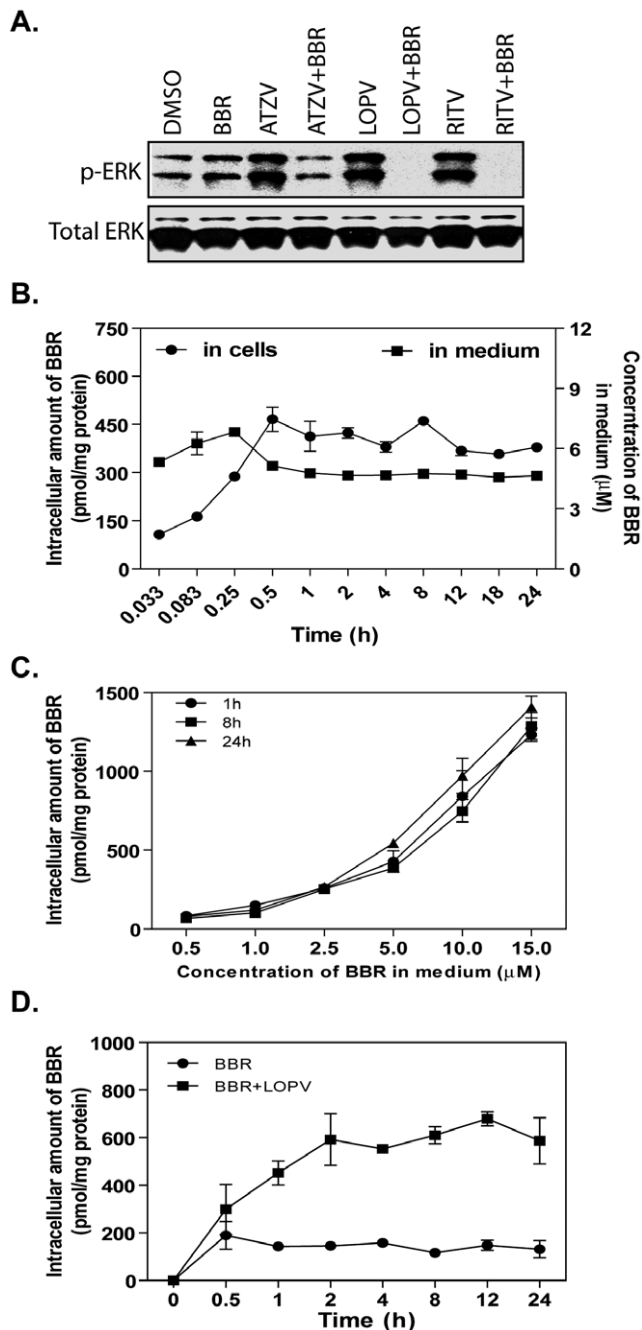 A.
DMSO
BBR
ATZV
ATZV+BBR
LOPV
LOPV+BBR
RITV
RITV+BBR
p-ERK
Total ERK
B.
Intracellular amount of BBR
(pmol/mg protein)
750
600
450
300
150
0
in cells
in medium
12
9
6
3
0
Concerntration of BBR
in medium (μM)
0.033
0.083
0.25
0.5
1
2
4
8
12
18
24
Time (h)
C.
Intracellular amount of BBR
(pmol/mg protein)
1500
1000
500
0
1h
8h
24h
0.5
1.0
2.5
5.0
10.0
15.0
Concentration of BBR in medium (μM)
D.
Intracellular amount of BBR
(pmol/mg protein)
1000
800
600
400
200
0
BBR
BBR+LOPV
0
0.5
1
2
4
8
12
24
Time (h)